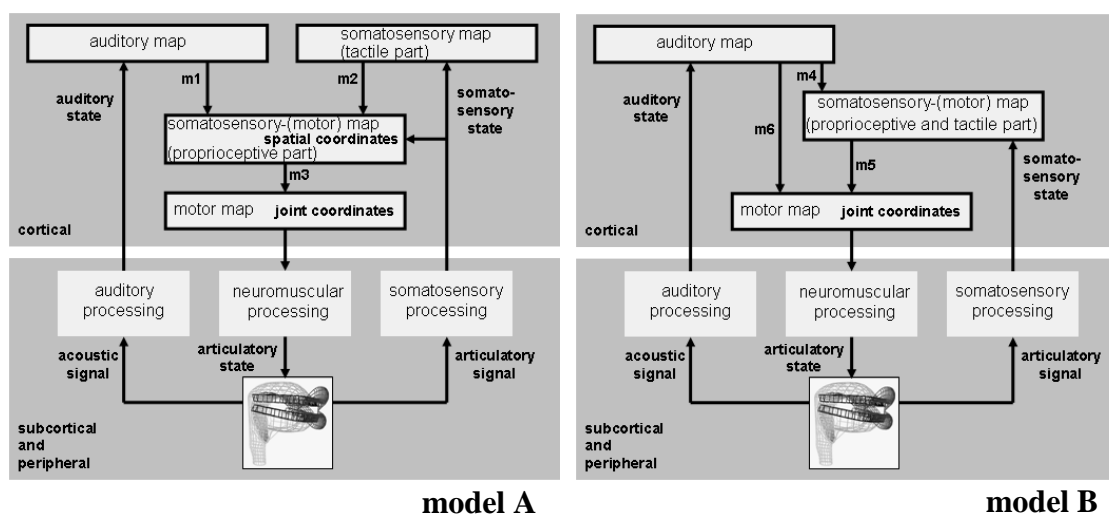 auditory map
somatosensory map
(tactile part)
m1
m2
auditory
state
somato-
sensory
state
somatosensory-(motor) map
spatial coordinates
(proprioceptive part)
m3
motor map joint coordinates
cortical
auditory
processing
neuromuscular
processing
somatosensory
processing
acoustic
signal
articulatory
state
articulatory
signal
subcortical
and
peripheral
model A
auditory map
m4
auditory
state
somatosensory-(motor) map
(proprioceptive and tactile part)
m6
m5
somato-
sensory
state
motor map joint coordinates
cortical
auditory
processing
neuromuscular
processing
somatosensory
processing
acoustic
signal
articulatory
state
articulatory
signal
subcortical
and
peripheral
model B